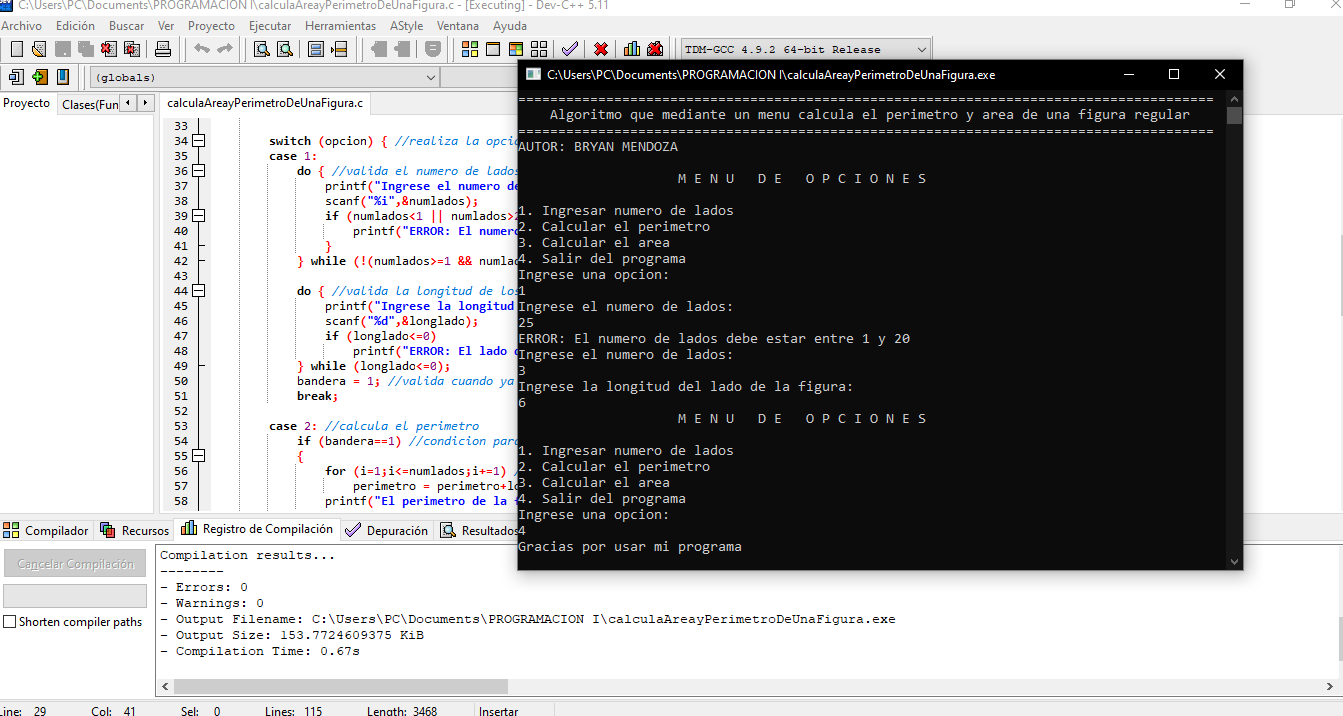 C:\Users\PC\Documents\PROGRAMACION I\calculaAreayPerimetroDeUnaFigura.c - [Executing] - Dev-C++ 5.11
Archivo Edición Buscar Ver Proyecto Ejecutar Herramientas AStyle Ventana Ayuda
TDM-GCC 4.9.2 64-bit Release
(globals)
Proyecto Clases(Fun
calculaAreayPerimetroDeUnaFigura.c
33
34 switch (opcion) { //realiza la opci
35 case 1:
36 do { //valida el numero de lados
37 printf("Ingrese el numero de
38 scanf("%i",&numlados);
39 if (numlados<1 || numlados>2
40 printf("ERROR: El numero
41 }
42 } while (!(numlados>=1 && numlad
43
44 do { //valida la longitud de los
45 printf("Ingrese la longitud
46 scanf("%d",&longlado);
47 if (longlado<=0)
48 printf("ERROR: El lado d
49 } while (longlado<=0);
50 bandera = 1; //valida cuando ya
51 break;
52
53 case 2: //calcula el perimetro
54 if (bandera==1) //condicion para
55 {
56 for (i=1;i<=numlados;i+=1) /
57 perimetro = perimetro+lo
58 printf("El perimetro de la f
C:\Users\PC\Documents\PROGRAMACION I\calculaAreayPerimetroDeUnaFigura.exe
=======================================================================================
Algoritmo que mediante un menu calcula el perimetro y area de una figura regular
=======================================================================================
AUTOR: BRYAN MENDOZA
M E N U   D E   O P C I O N E S
1. Ingresar numero de lados
2. Calcular el perimetro
3. Calcular el area
4. Salir del programa
Ingrese una opcion:
1
Ingrese el numero de lados:
25
ERROR: El numero de lados debe estar entre 1 y 20
Ingrese el numero de lados:
3
Ingrese la longitud del lado de la figura:
6
M E N U   D E   O P C I O N E S
1. Ingresar numero de lados
2. Calcular el perimetro
3. Calcular el area
4. Salir del programa
Ingrese una opcion:
4
Gracias por usar mi programa
Compilador Recursos Registro de Compilación Depuración Resultados
Cancelar Compilación
Shorten compiler paths
Compilation results...
--------
- Errors: 0
- Warnings: 0
- Output Filename: C:\Users\PC\Documents\PROGRAMACION I\calculaAreayPerimetroDeUnaFigura.exe
- Output Size: 153.7724609375 KiB
- Compilation Time: 0.67s
Line: 29 Col: 41 Sel: 0 Lines: 115 Length: 3468 Insertar